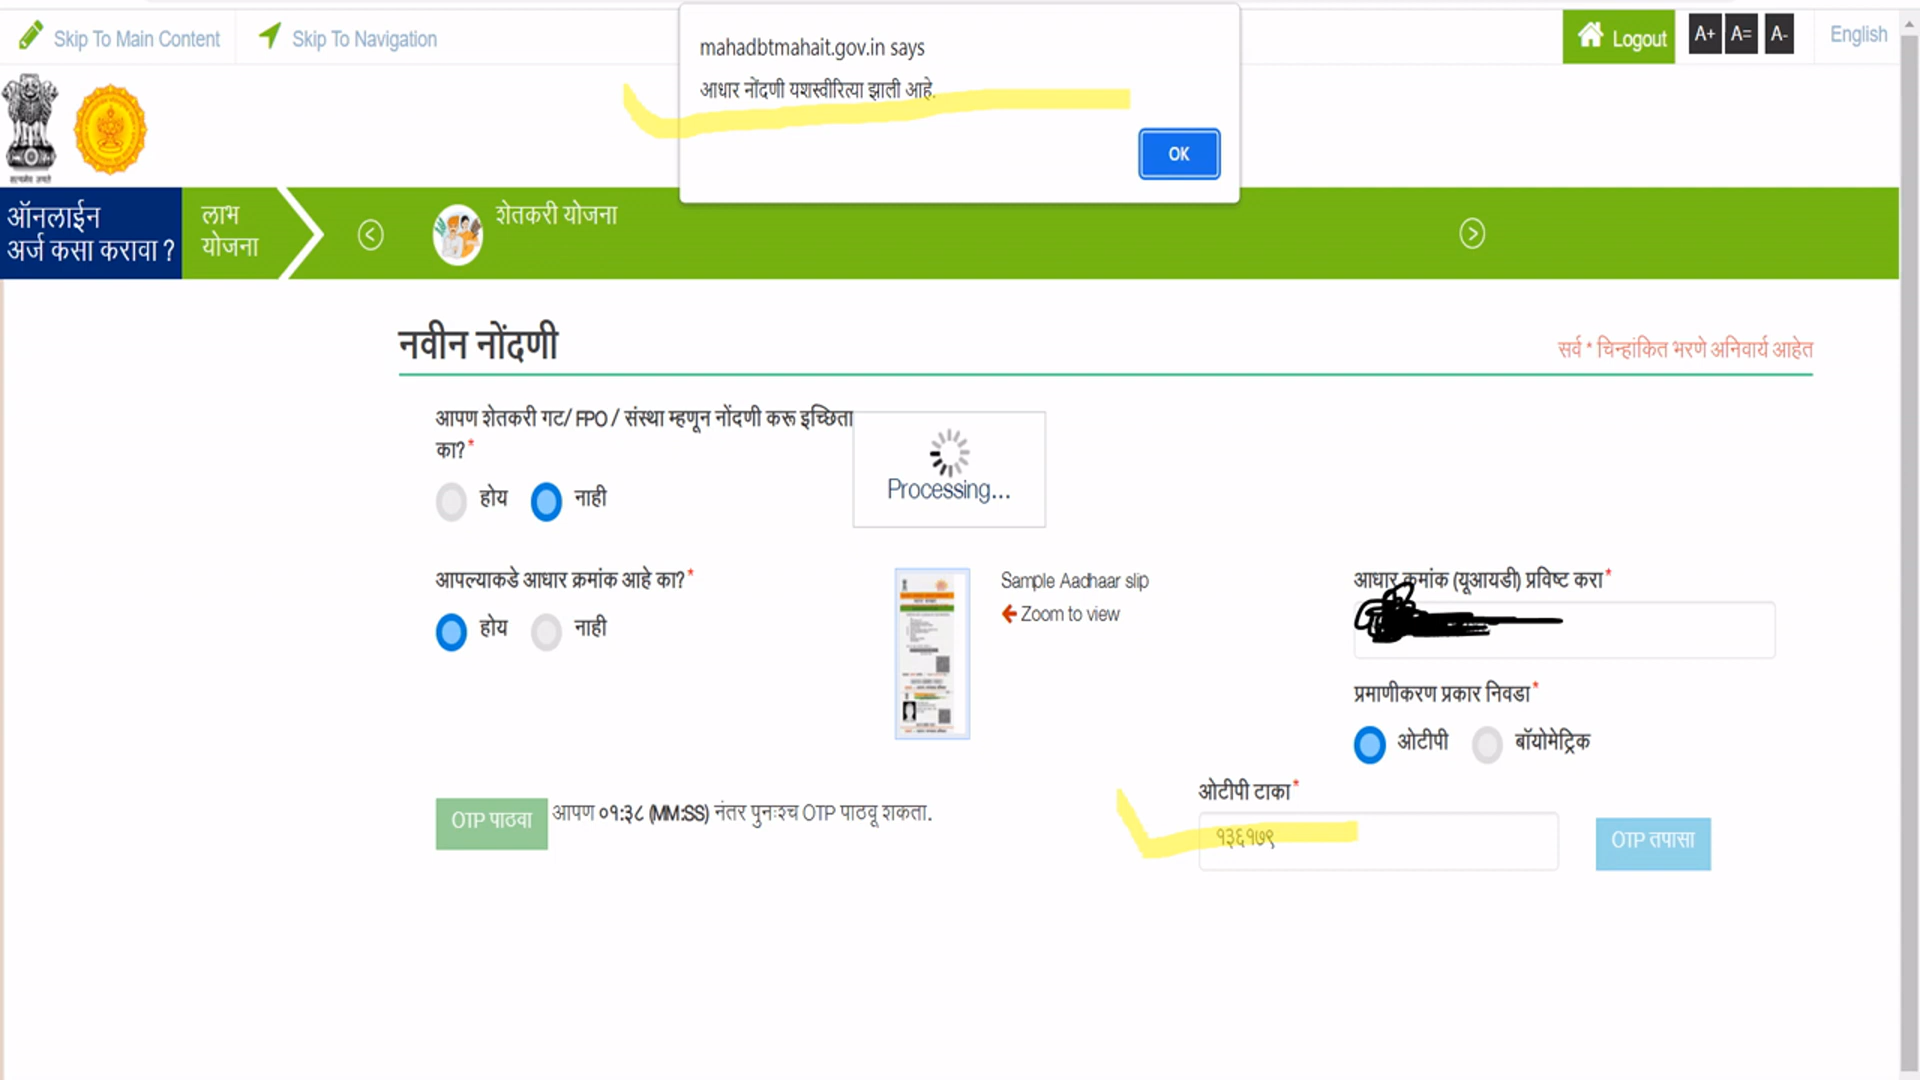 Skip To Main Content
Skip To Navigation
mahadbtmahait.gov.in says
आधार नोंदणी यशस्वीरित्या झाली आहे.
OK
Logout
A+
A=
A-
English
सत्यमेव जयते
ऑनलाईन
अर्ज कसा करावा ?
लाभ
योजना
शेतकरी योजना
नवीन नोंदणी
सर्व * चिन्हांकित भरणे अनिवार्य आहेत
आपण शेतकरी गट/ FPO / संस्था म्हणून नोंदणी करू इच्छिता
का?*
होय
नाही
Processing...
आपल्याकडे आधार क्रमांक आहे का?*
होय
नाही
Sample Aadhaar slip
Zoom to view
आधार क्रमांक (यूआयडी) प्रविष्ट करा*
प्रमाणीकरण प्रकार निवडा*
ओटीपी
बॉयोमेट्रिक
OTP पाठवा
आपण ०१:३८ (MM:SS) नंतर पुनःश्च OTP पाठवू शकता.
ओटीपी टाका*
१३६१७९
OTP तपासा